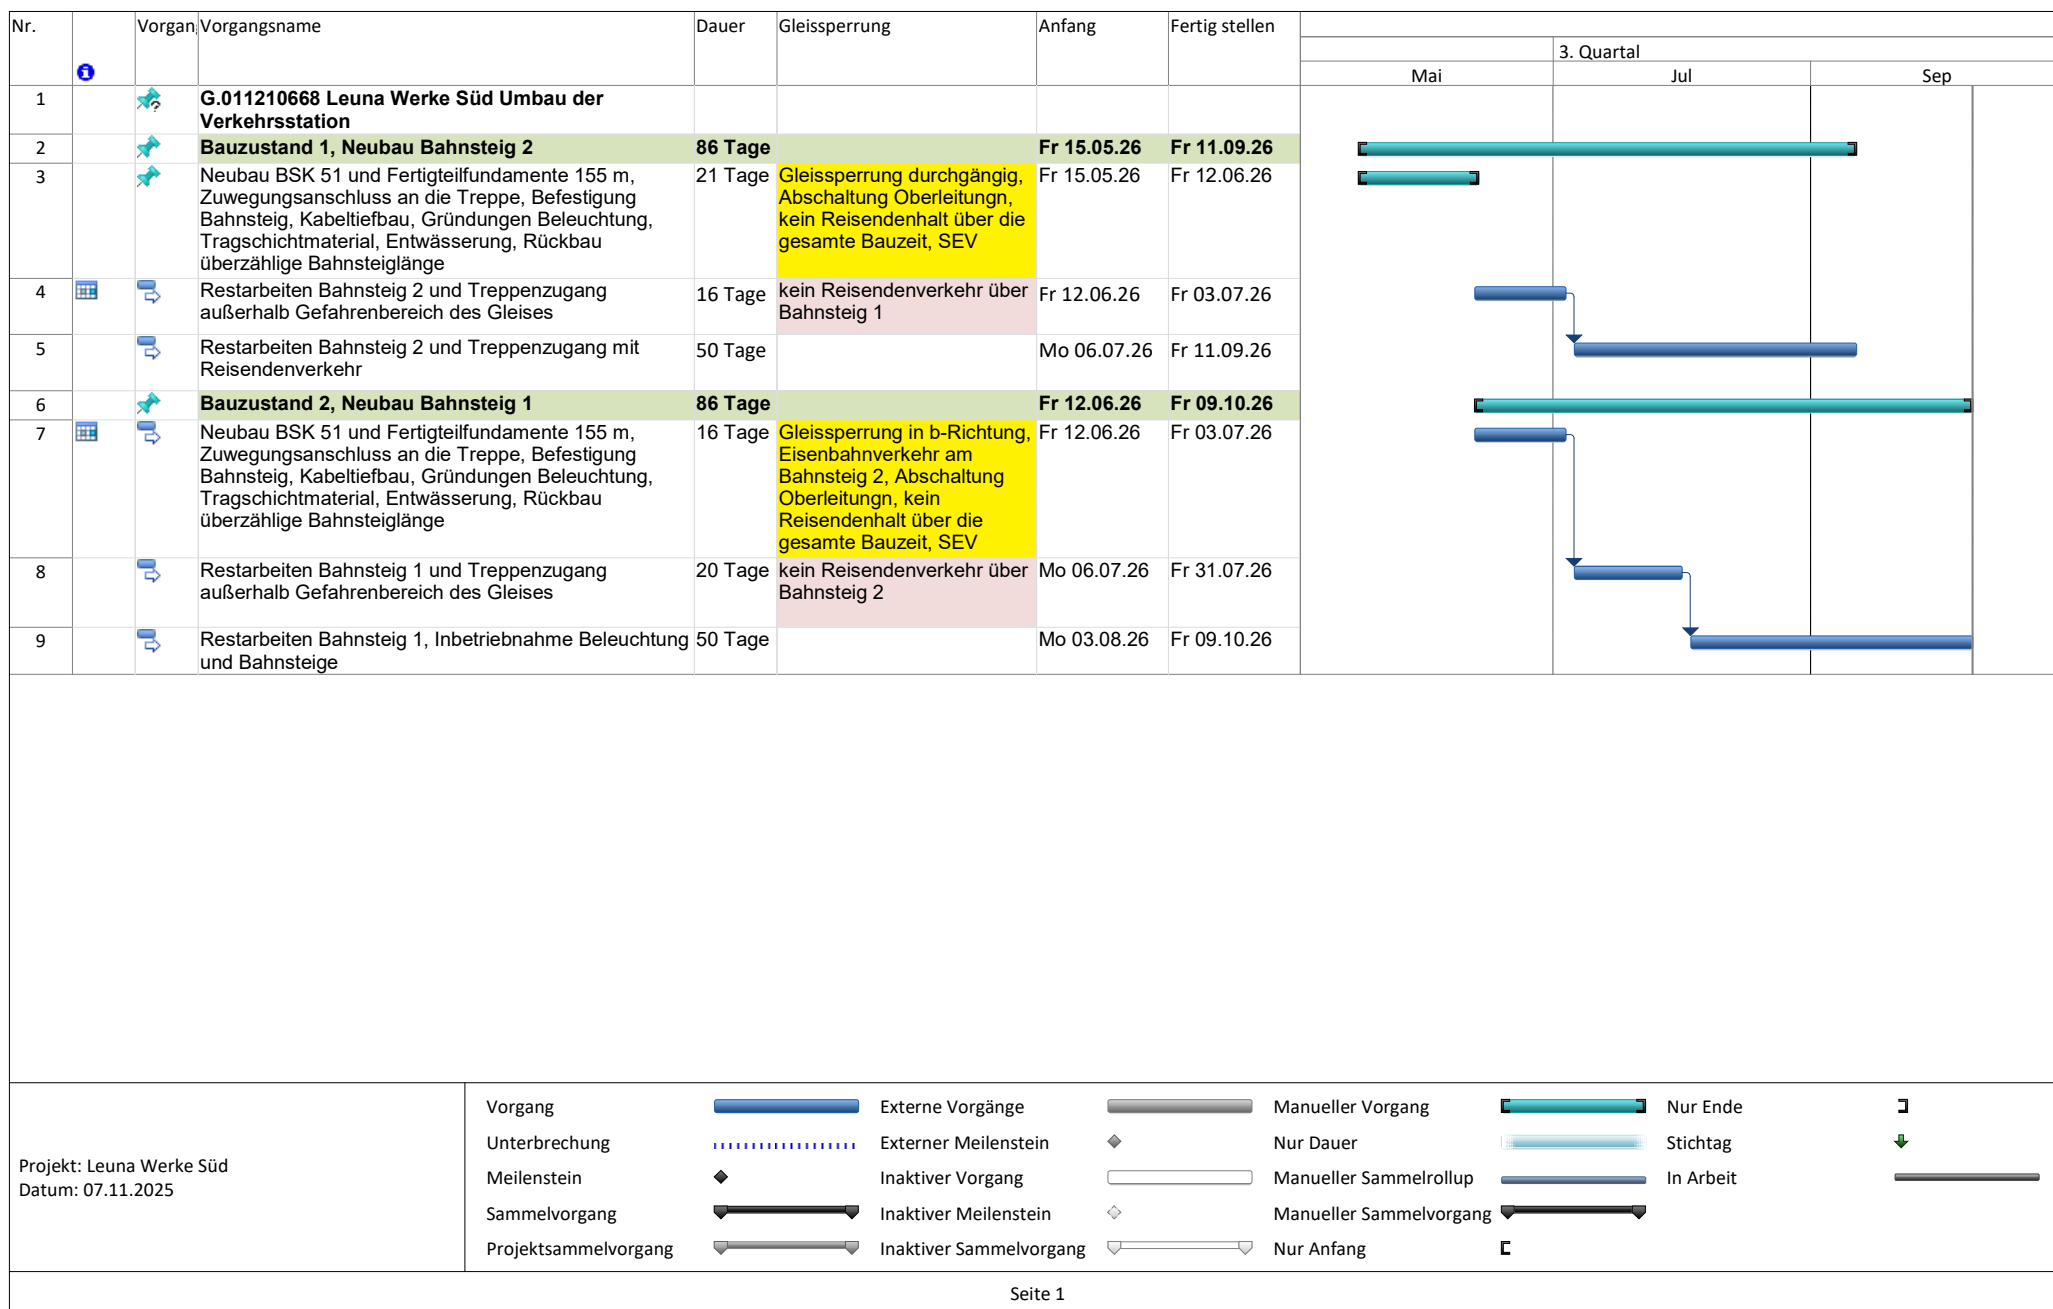 Nr.
Vorgan
Vorgangsname
Dauer
Gleissperrung
Anfang
Fertig stellen
3. Quartal
Mai
Jul
Sep
1
G.011210668 Leuna Werke Süd Umbau der
Verkehrsstation
2
Bauzustand 1, Neubau Bahnsteig 2
86 Tage
Fr 15.05.26
Fr 11.09.26
3
Neubau BSK 51 und Fertigteilfundamente 155 m,
Zuwegungsanschluss an die Treppe, Befestigung
Bahnsteig, Kabeltiefbau, Gründungen Beleuchtung,
Tragschichtmaterial, Entwässerung, Rückbau
überzählige Bahnsteiglänge
21 Tage
Gleissperrung durchgängig,
Abschaltung Oberleitungn,
kein Reisendenhalt über die
gesamte Bauzeit, SEV
Fr 15.05.26
Fr 12.06.26
4
Restarbeiten Bahnsteig 2 und Treppenzugang
außerhalb Gefahrenbereich des Gleises
16 Tage
kein Reisendenverkehr über
Bahnsteig 1
Fr 12.06.26
Fr 03.07.26
5
Restarbeiten Bahnsteig 2 und Treppenzugang mit
Reisendenverkehr
50 Tage
Mo 06.07.26
Fr 11.09.26
6
Bauzustand 2, Neubau Bahnsteig 1
86 Tage
Fr 12.06.26
Fr 09.10.26
7
Neubau BSK 51 und Fertigteilfundamente 155 m,
Zuwegungsanschluss an die Treppe, Befestigung
Bahnsteig, Kabeltiefbau, Gründungen Beleuchtung,
Tragschichtmaterial, Entwässerung, Rückbau
überzählige Bahnsteiglänge
16 Tage
Gleissperrung in b-Richtung,
Eisenbahnverkehr am
Bahnsteig 2, Abschaltung
Oberleitungn, kein
Reisendenhalt über die
gesamte Bauzeit, SEV
Fr 12.06.26
Fr 03.07.26
8
Restarbeiten Bahnsteig 1 und Treppenzugang
außerhalb Gefahrenbereich des Gleises
20 Tage
kein Reisendenverkehr über
Bahnsteig 2
Mo 06.07.26
Fr 31.07.26
9
Restarbeiten Bahnsteig 1, Inbetriebnahme Beleuchtung
und Bahnsteige
50 Tage
Mo 03.08.26
Fr 09.10.26
Projekt: Leuna Werke Süd
Datum: 07.11.2025
Vorgang
Unterbrechung
Meilenstein
Sammelvorgang
Projektsammelvorgang
Externe Vorgänge
Externer Meilenstein
Inaktiver Vorgang
Inaktiver Meilenstein
Inaktiver Sammelvorgang
Manueller Vorgang
Nur Dauer
Manueller Sammelrollup
Manueller Sammelvorgang
Nur Anfang
Nur Ende
Stichtag
In Arbeit
Seite 1